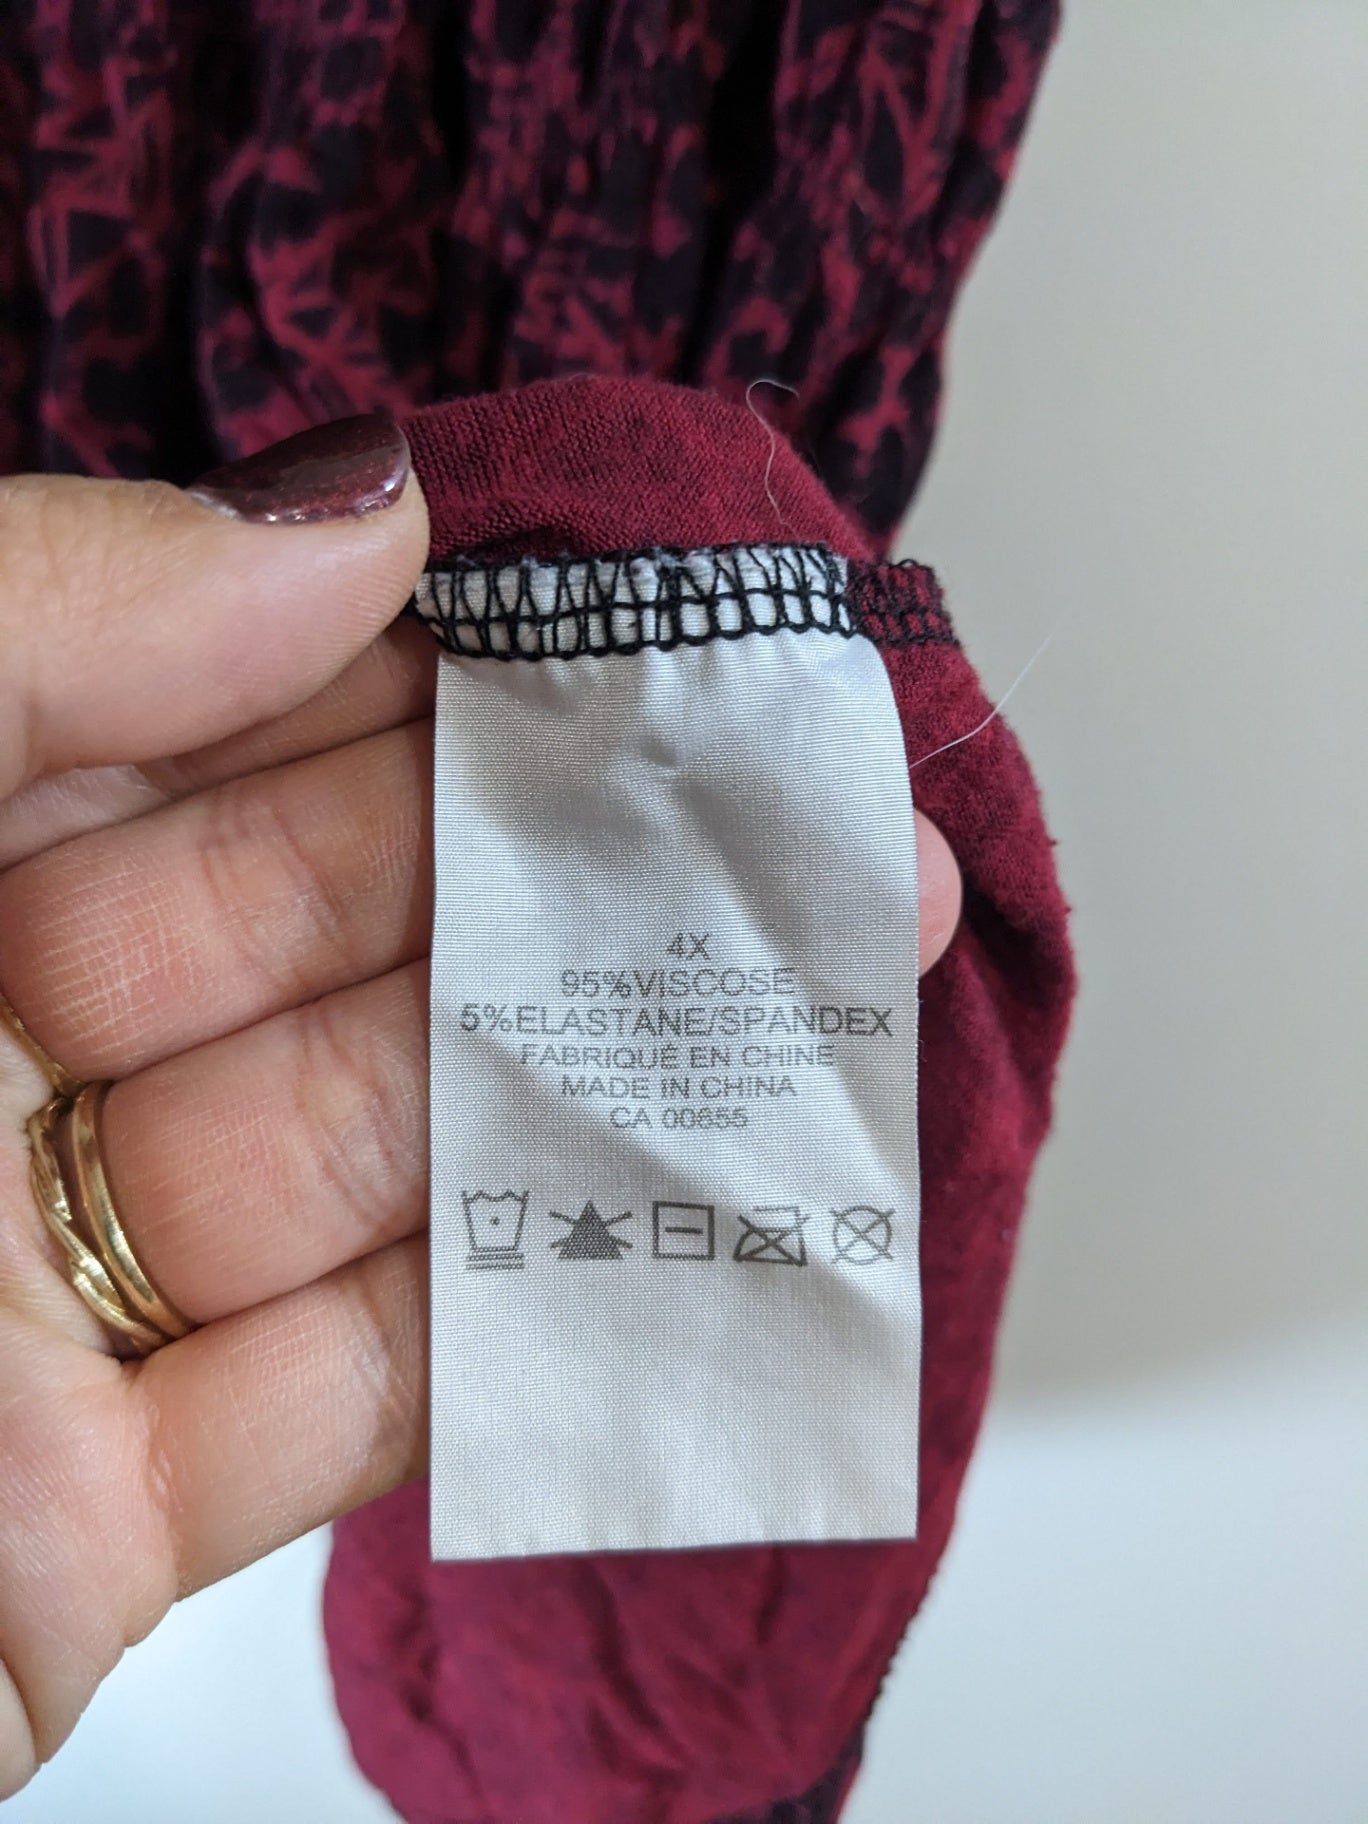 4X
95%VISCOSE
5%ELASTANE/SPANDEX
FABRIQUÉ EN CHINE
MADE IN CHINA
CA 00655